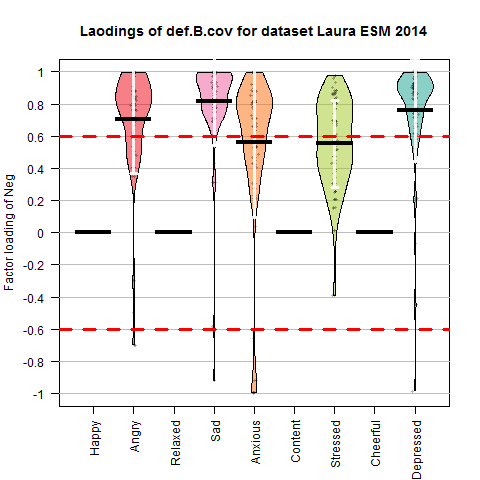 Laodings of def.B.cov for dataset Laura ESM 2014
Factor loading of Neg
1
0.8
0.6
0.4
0.2
0
-0.2
-0.4
-0.6
-0.8
-1
Happy
Angry
Relaxed
Sad
Anxious
Content
Stressed
Cheerful
Depressed